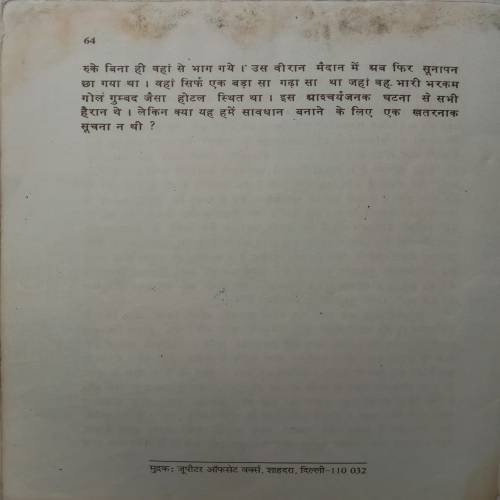 64
रुके बिना ही वहां से भाग गये। उस वीरान मैदान में अब फिर सूनापन
छा गया था। वहां सिर्फ एक बड़ा सा गढ़ा सा था जहां वह भारी भरकम
गोल गुम्बद जैसा होटल स्थित था। इस आश्चर्यजनक घटना से सभी
हैरान थे। लेकिन क्या यह हमें सावधान बनाने के लिए एक खतरनाक
सूचना न थी ?
मुद्रक: जूपीटर ऑफसेट वर्क्स, शाहदरा, दिल्ली-110 032